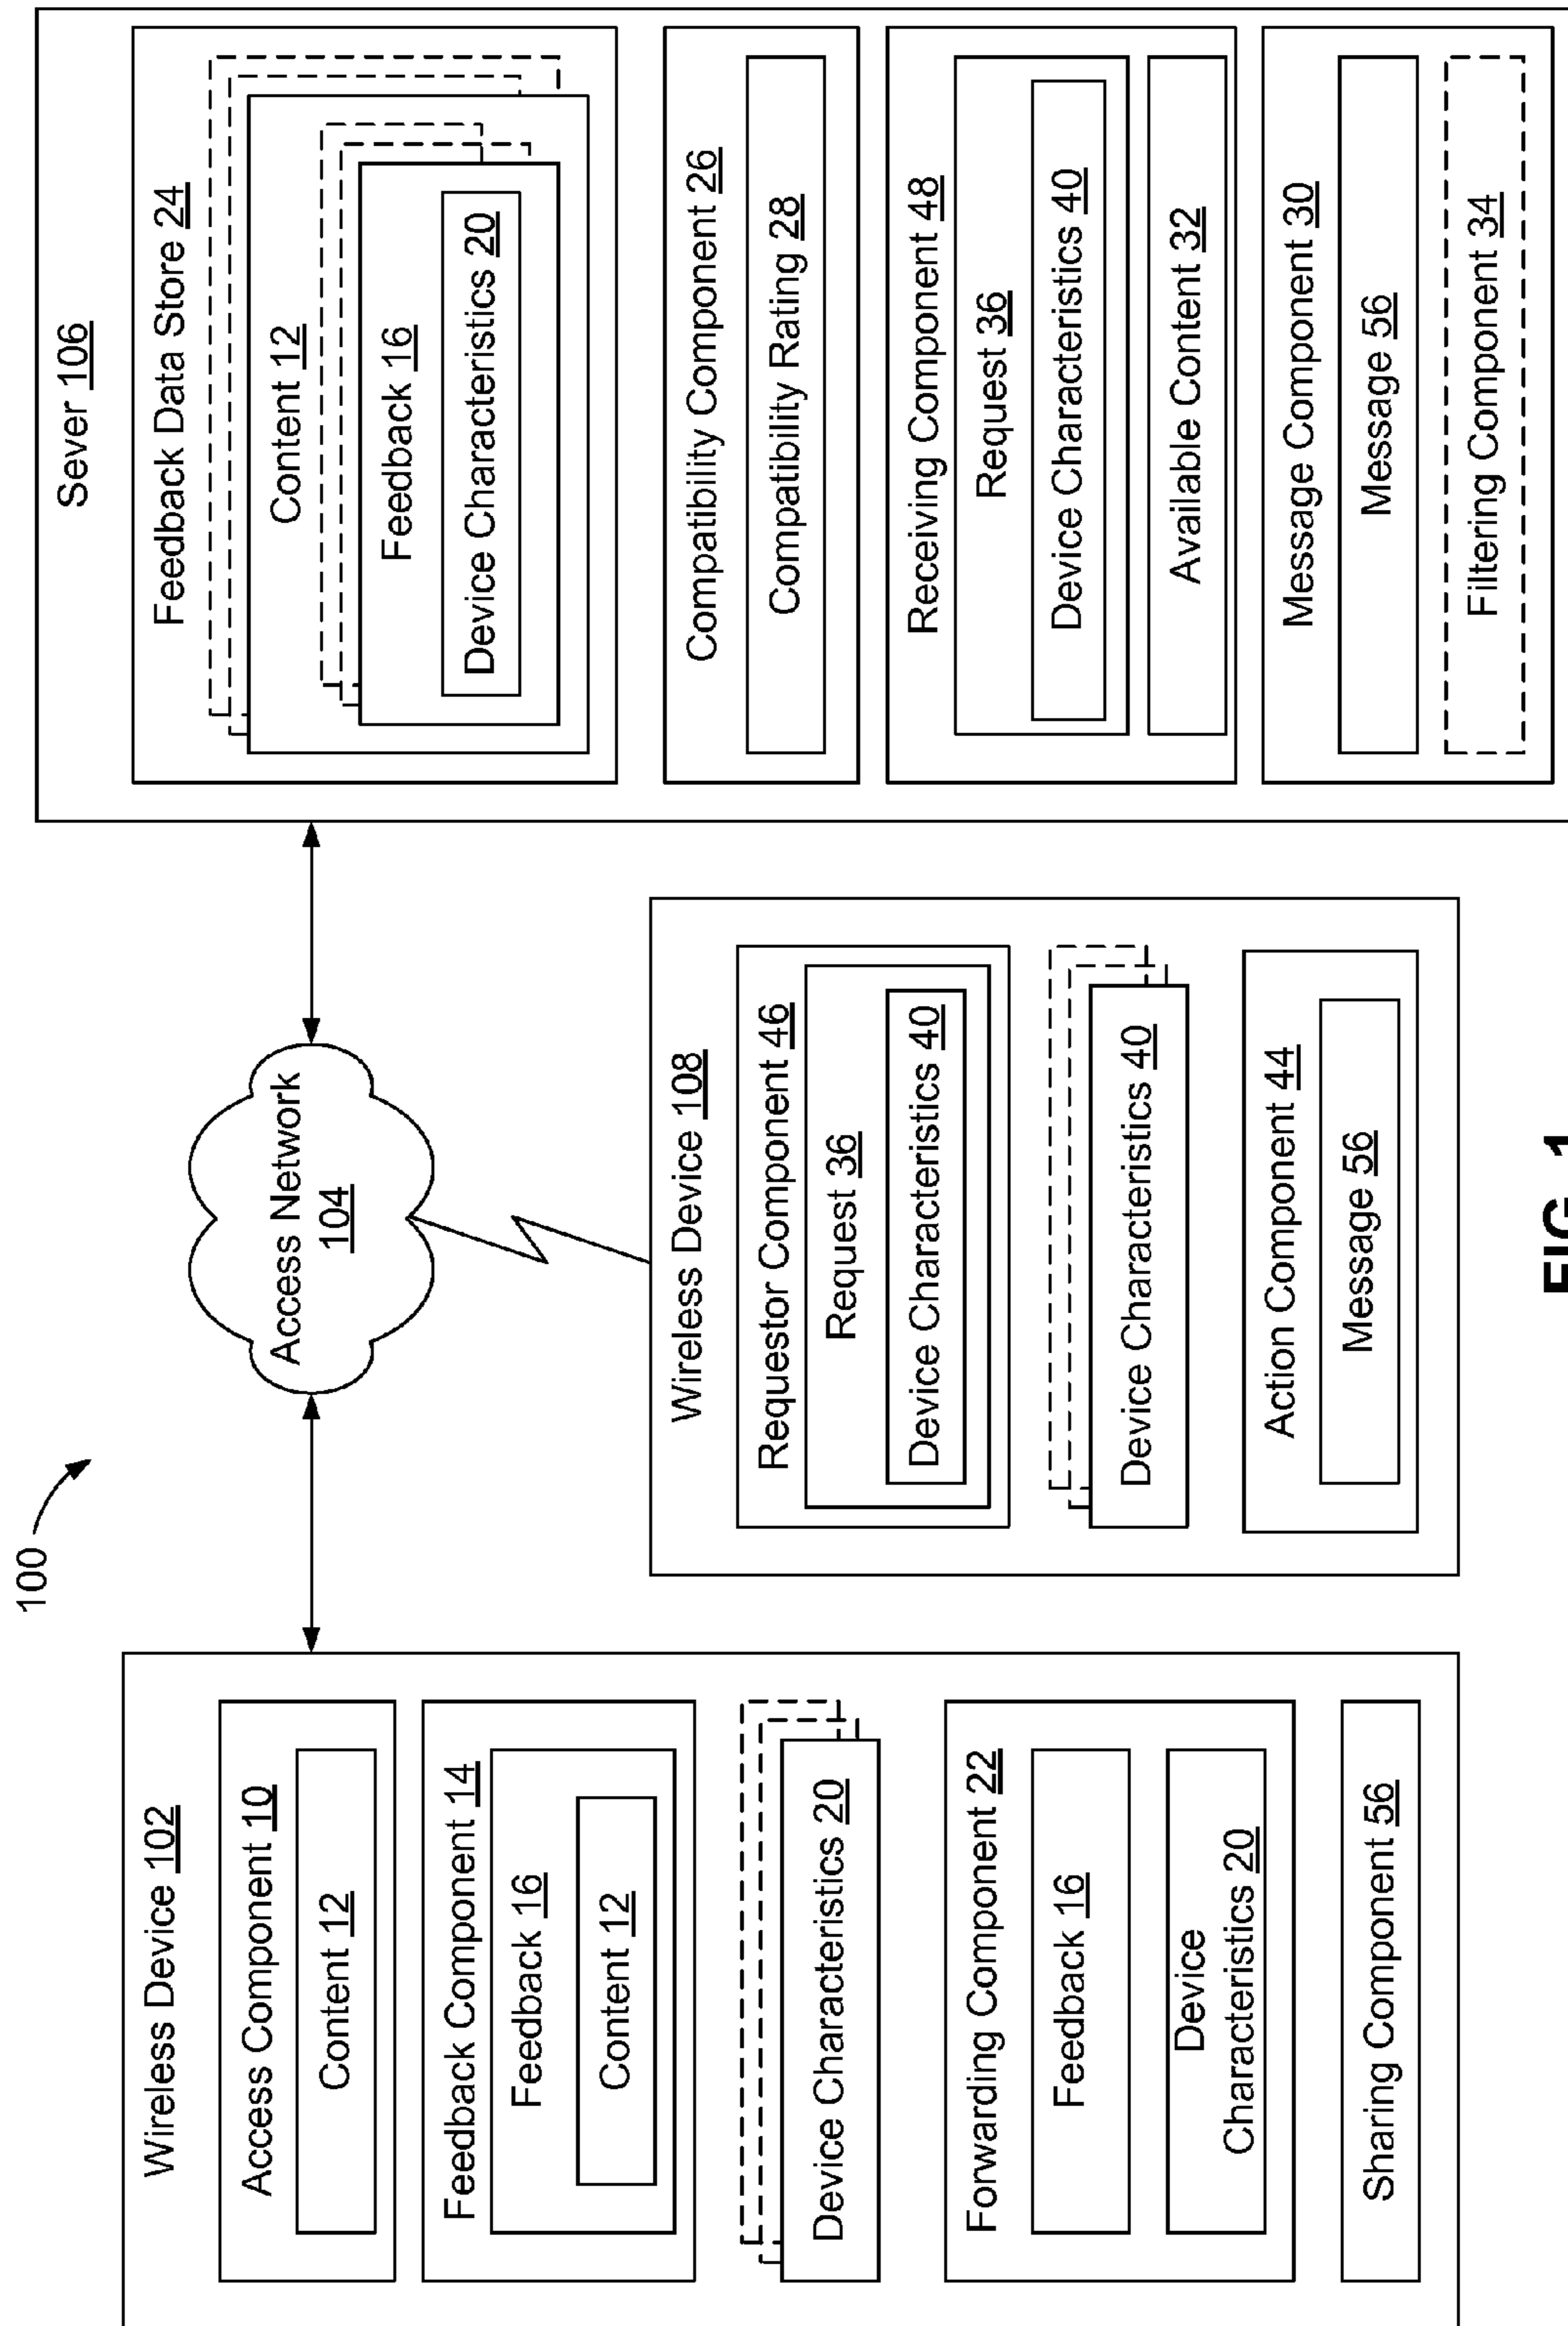 100
Wireless Device 102
Access Component 10
Content 12
Feedback Component 14
Feedback 16
Content 12
Device Characteristics 20
Forwarding Component 22
Feedback 16
Device
Characteristics 20
Sharing Component 56
Access Network
104
Wireless Device 108
Requestor Component 46
Request 36
Device Characteristics 40
Device Characteristics 40
Action Component 44
Message 56
Sever 106
Feedback Data Store 24
Content 12
Feedback 16
Device Characteristics 20
Compatibility Component 26
Compatibility Rating 28
Receiving Component 48
Request 36
Device Characteristics 40
Available Content 32
Message Component 30
Message 56
Filtering Component 34
FIG. 1